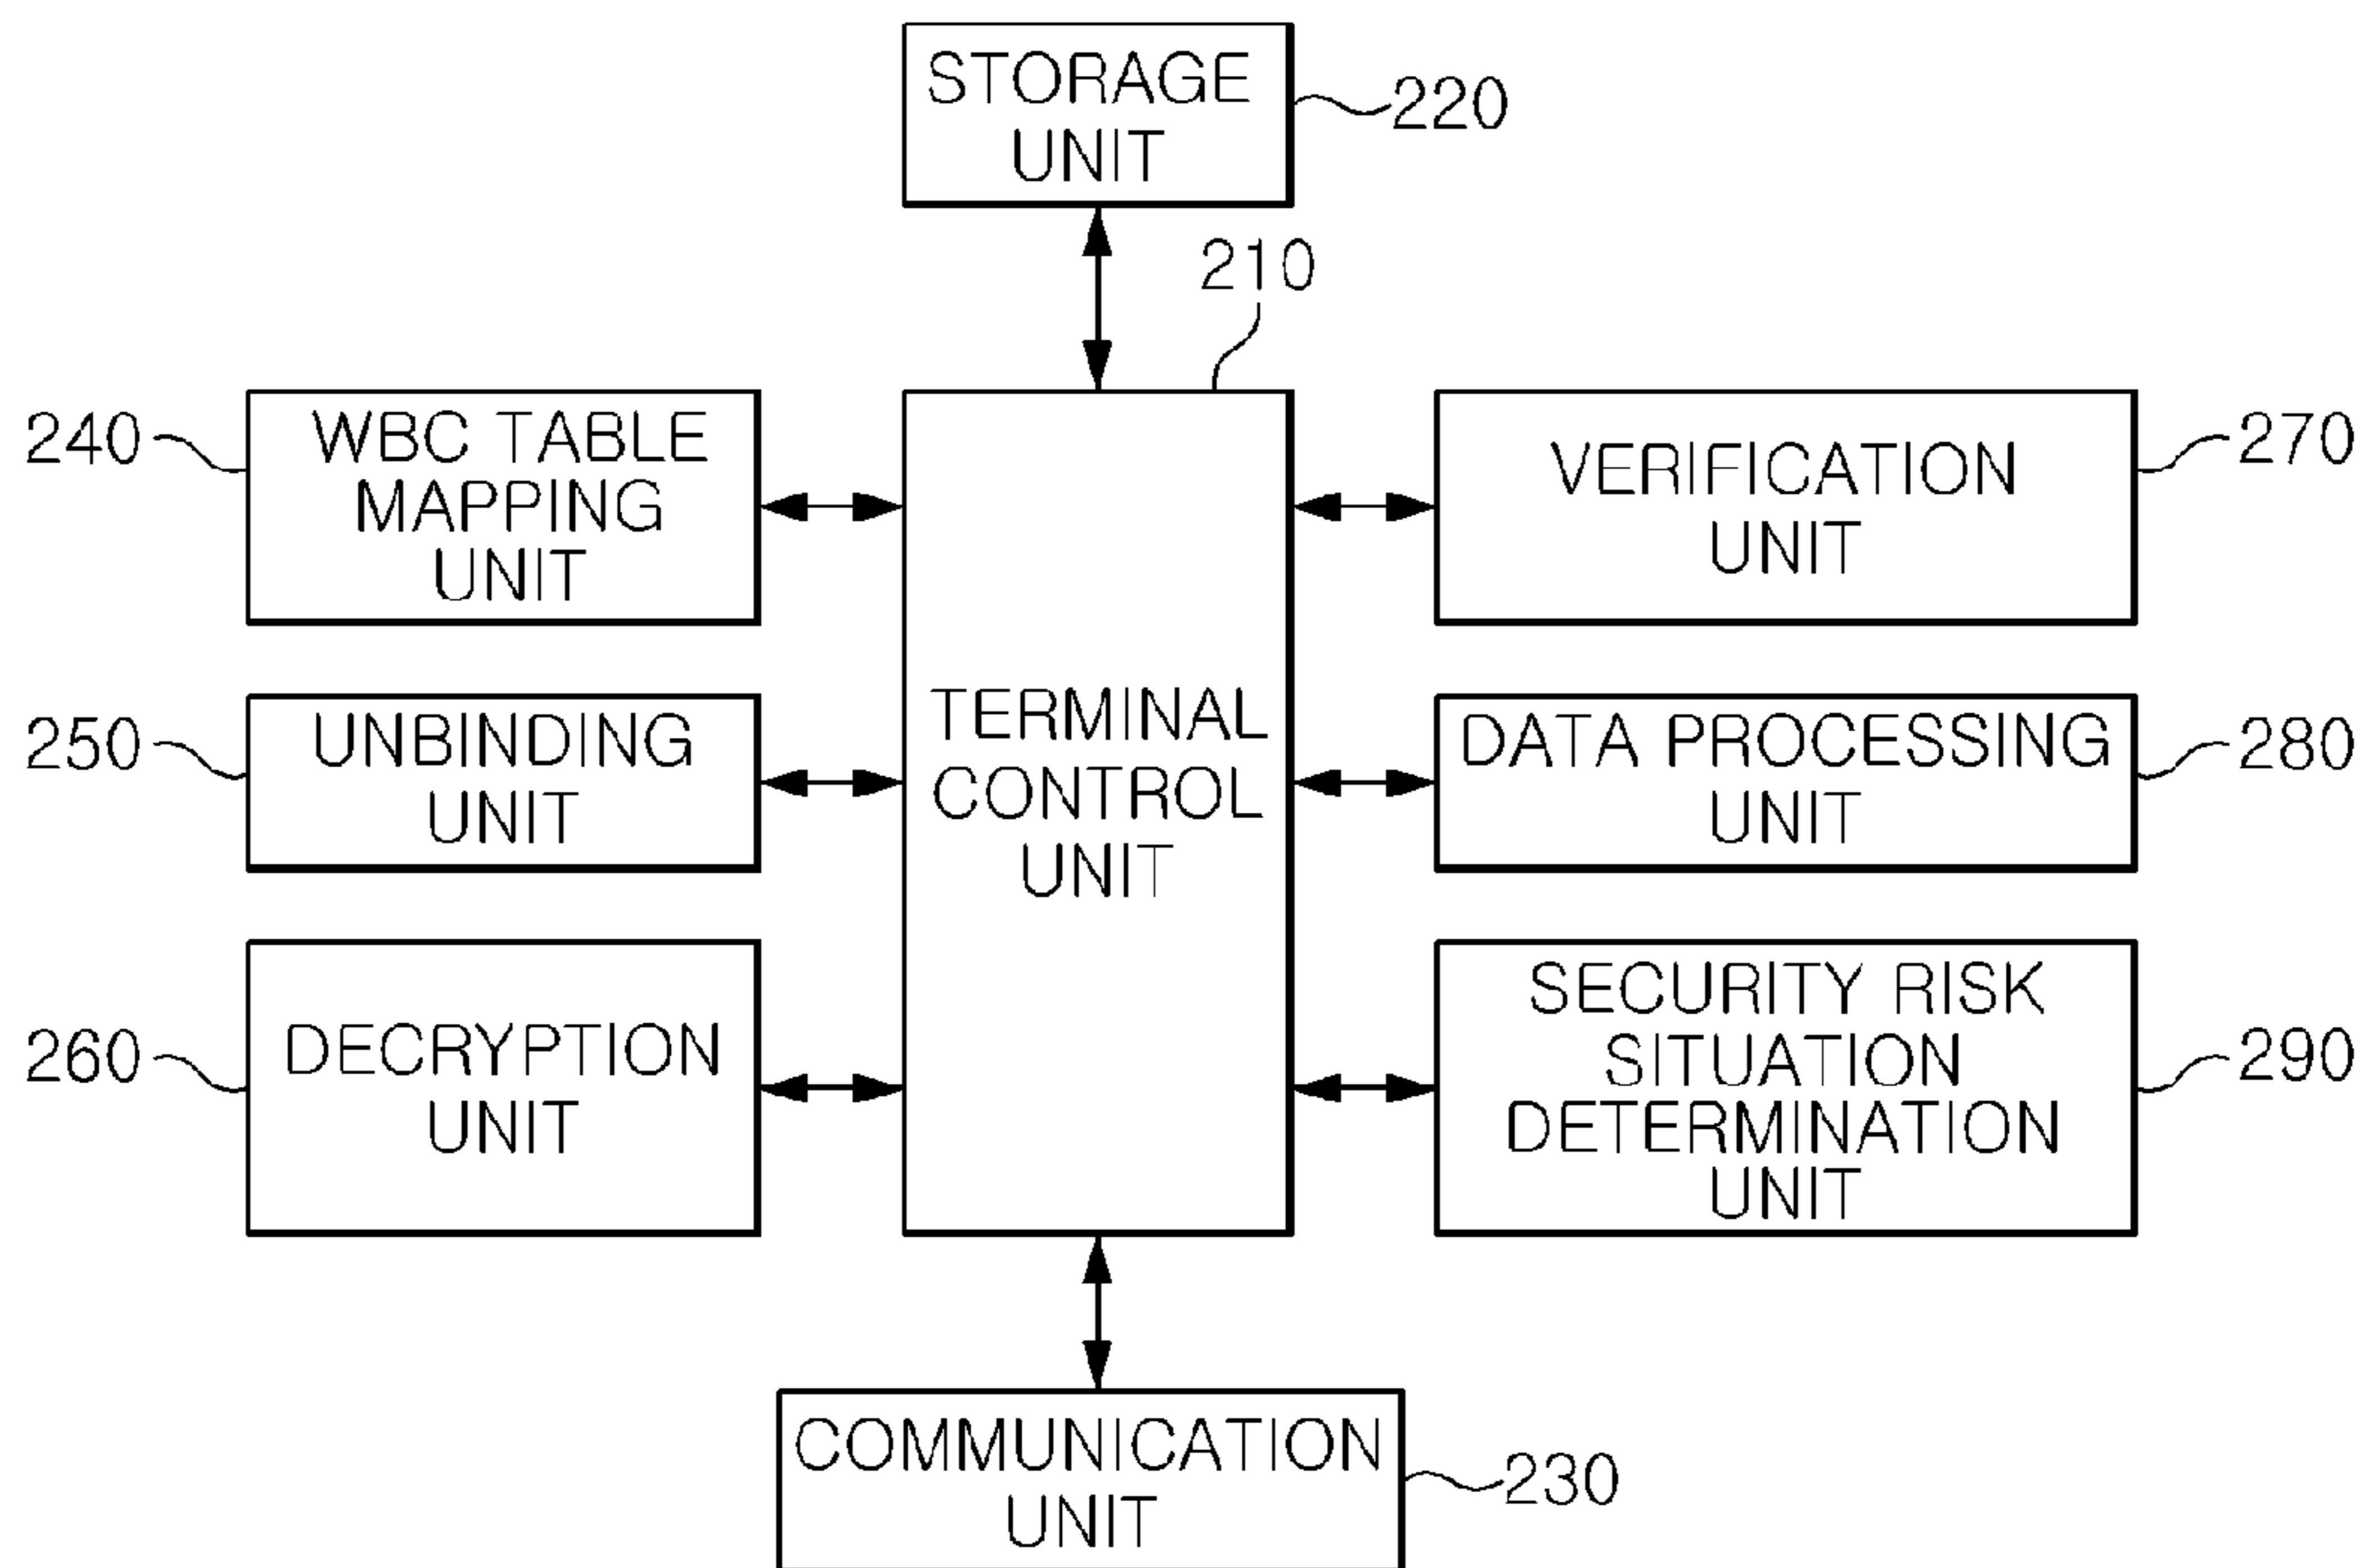 STORAGE
UNIT
220
210
240
WBC TABLE
MAPPING
UNIT
VERIFICATION
UNIT
270
250
UNBINDING
UNIT
TERMINAL
CONTROL
UNIT
DATA PROCESSING
UNIT
280
260
DECRYPTION
UNIT
SECURITY RISK
SITUATION
DETERMINATION
UNIT
290
COMMUNICATION
UNIT
230